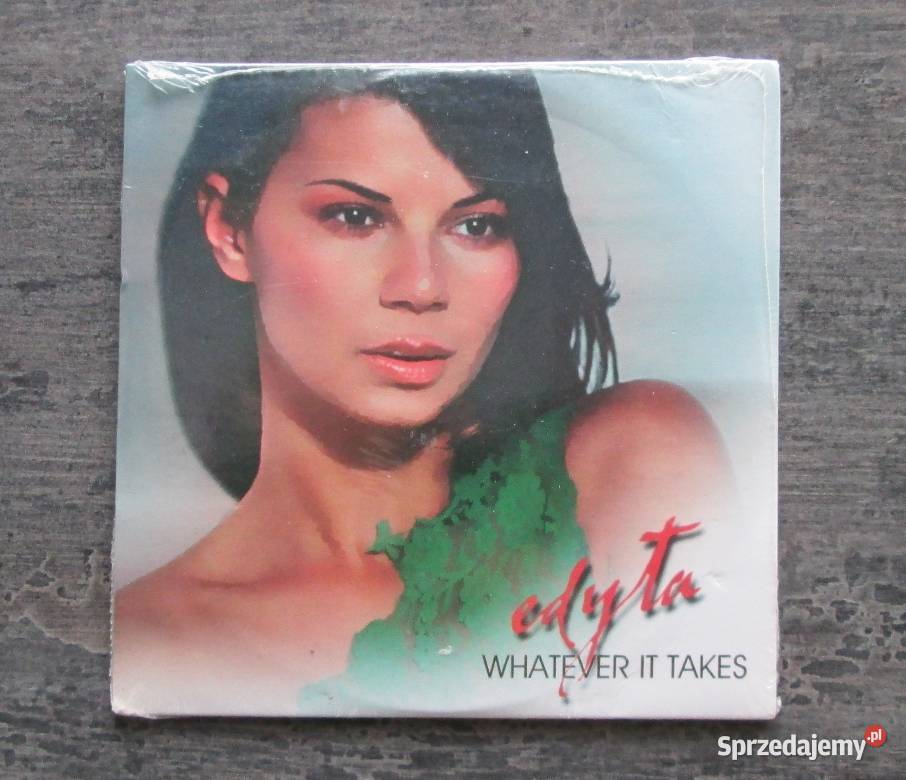 edyta
WHATEVER IT TAKES
Sprzedajemy.pl